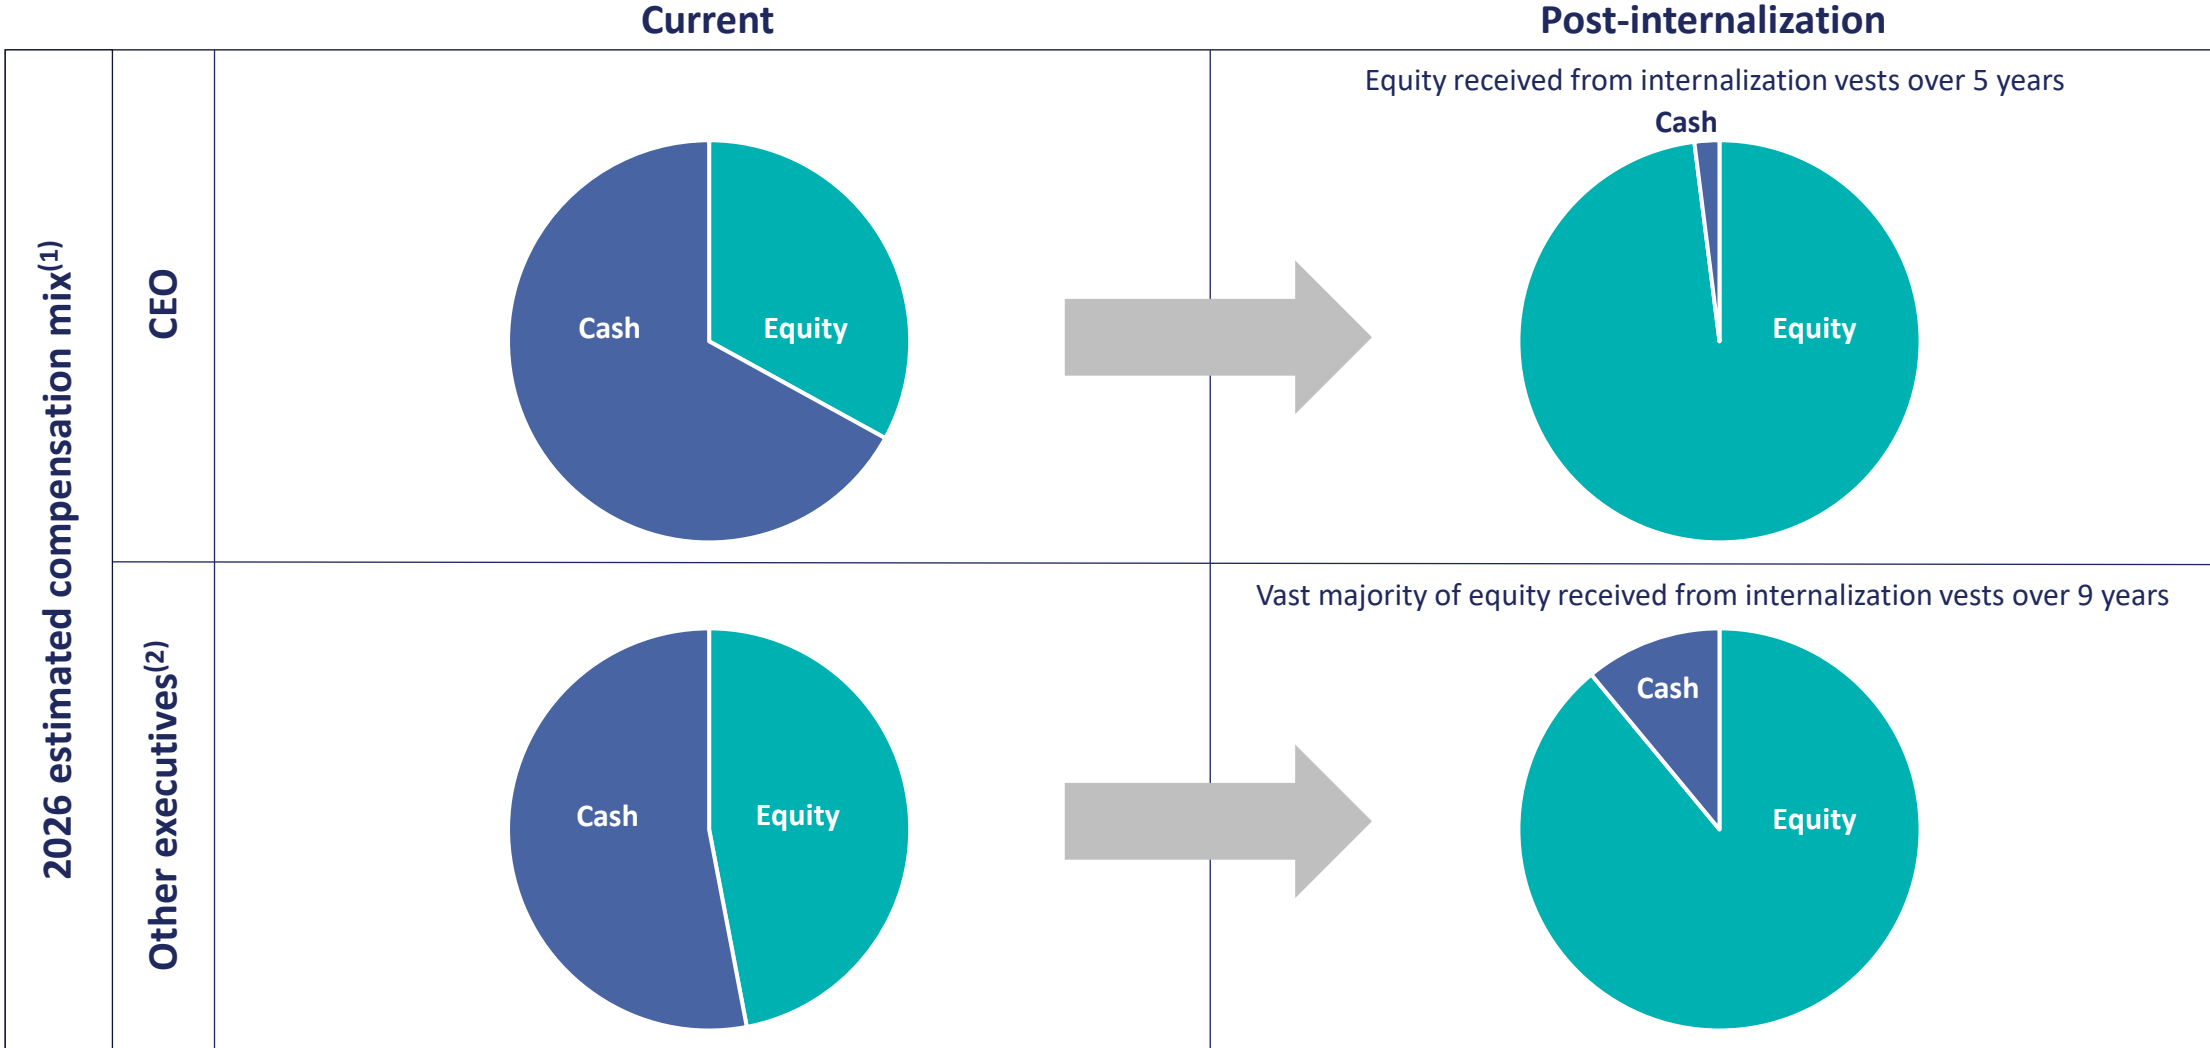 Current
Post-internalization
2026 estimated compensation mix(1)
CEO
Cash
Equity
Equity received from internalization vests over 5 years
Cash
Equity
Other executives(2)
Cash
Equity
Vast majority of equity received from internalization vests over 9 years
Cash
Equity